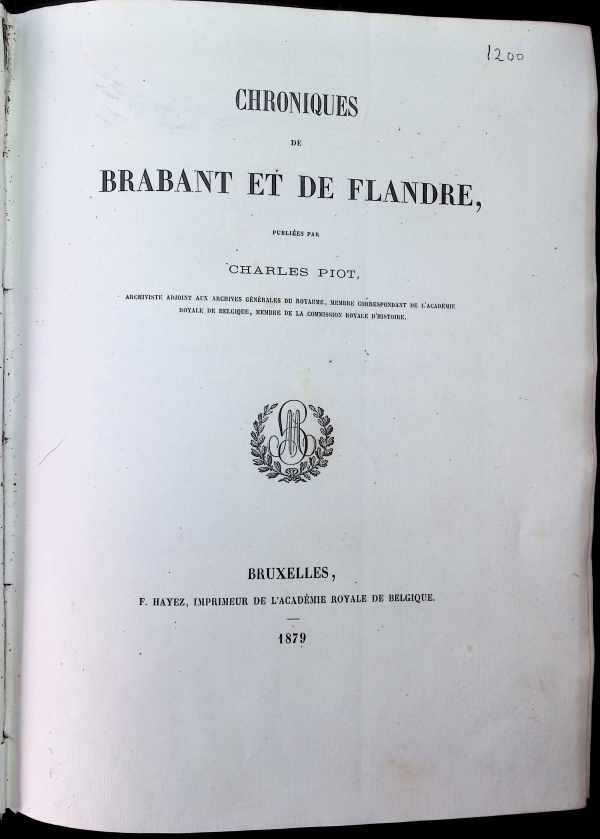 1200
CHRONIQUES
DE
BRABANT ET DE FLANDRE,
PUBLIÉES PAR
CHARLES PIOT,
ARCHIVISTE ADJOINT AUX ARCHIVES GÉNÉRALES DU ROYAUME, MEMBRE CORRESPONDANT DE L'ACADÉMIE
ROYALE DE BELGIQUE, MEMBRE DE LA COMMISSION ROYALE D'HISTOIRE.
BRUXELLES,
F. HAYEZ, IMPRIMEUR DE L'ACADÉMIE ROYALE DE BELGIQUE.
1879